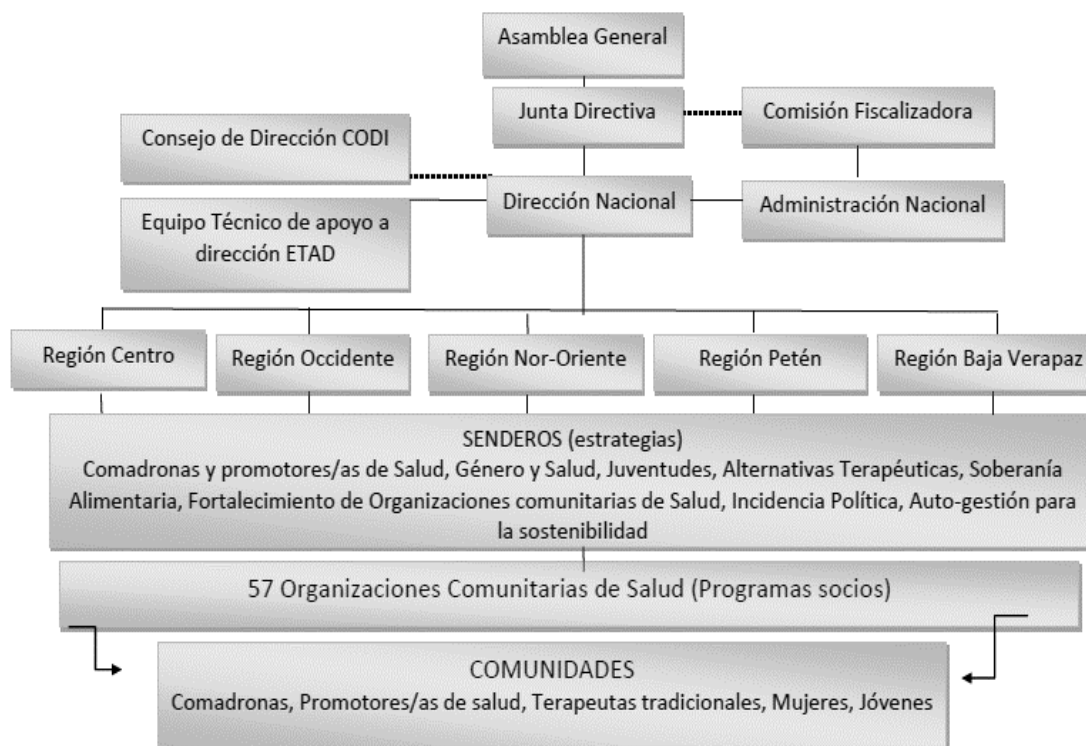 Asamblea General
Junta Directiva
Comisión Fiscalizadora
Consejo de Dirección CODI
Dirección Nacional
Administración Nacional
Equipo Técnico de apoyo a
dirección ETAD
Región Centro
Región Occidente
Región Nor-Oriente
Región Petén
Región Baja Verapaz
SENDEROS (estrategias)
Comadronas y promotores/as de Salud, Género y Salud, Juventudes, Alternativas Terapéuticas, Soberanía
Alimentaria, Fortalecimiento de Organizaciones comunitarias de Salud, Incidencia Política, Auto-gestión para
la sostenibilidad
57 Organizaciones Comunitarias de Salud (Programas socios)
COMUNIDADES
Comadronas, Promotores/as de salud, Terapeutas tradicionales, Mujeres, Jóvenes